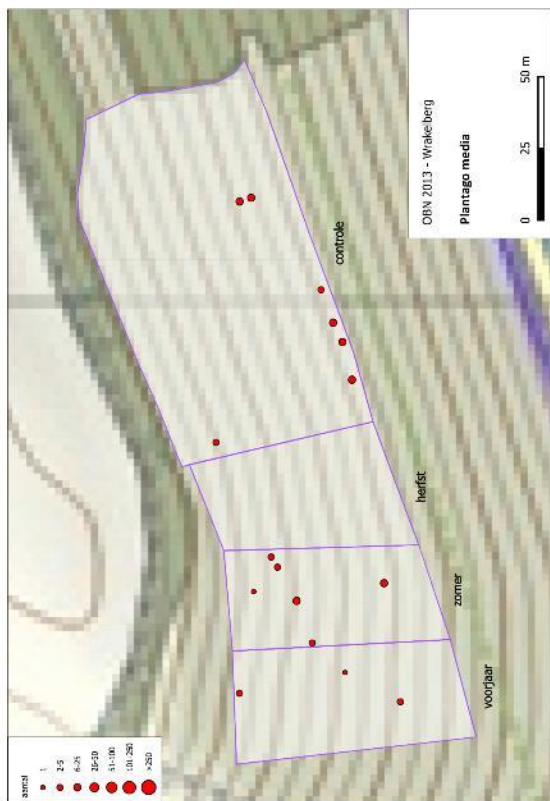 OBN 2013 - Wrakelberg
Plantago media
0 25 50 m
controle
herfst
zomer
voorjaar
aantal
1
2-5
6-25
26-50
51-100
101-250
>250